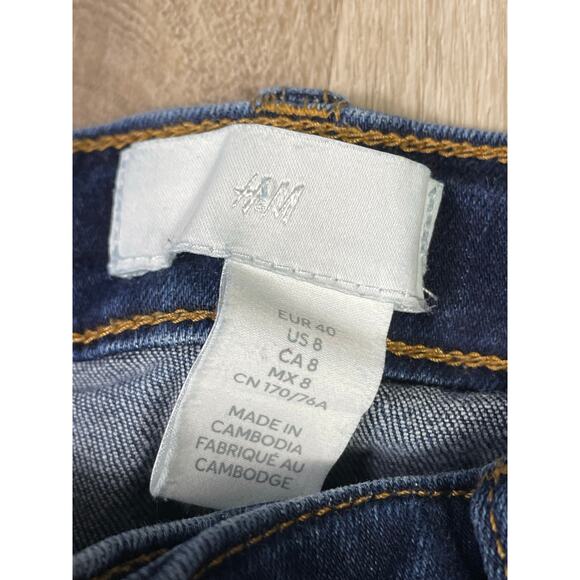 H&M
EUR 40
US 8
CA 8
MX 8
CN 170/76A
MADE IN
CAMBODIA
FABRIQUÉ AU
CAMBODGE